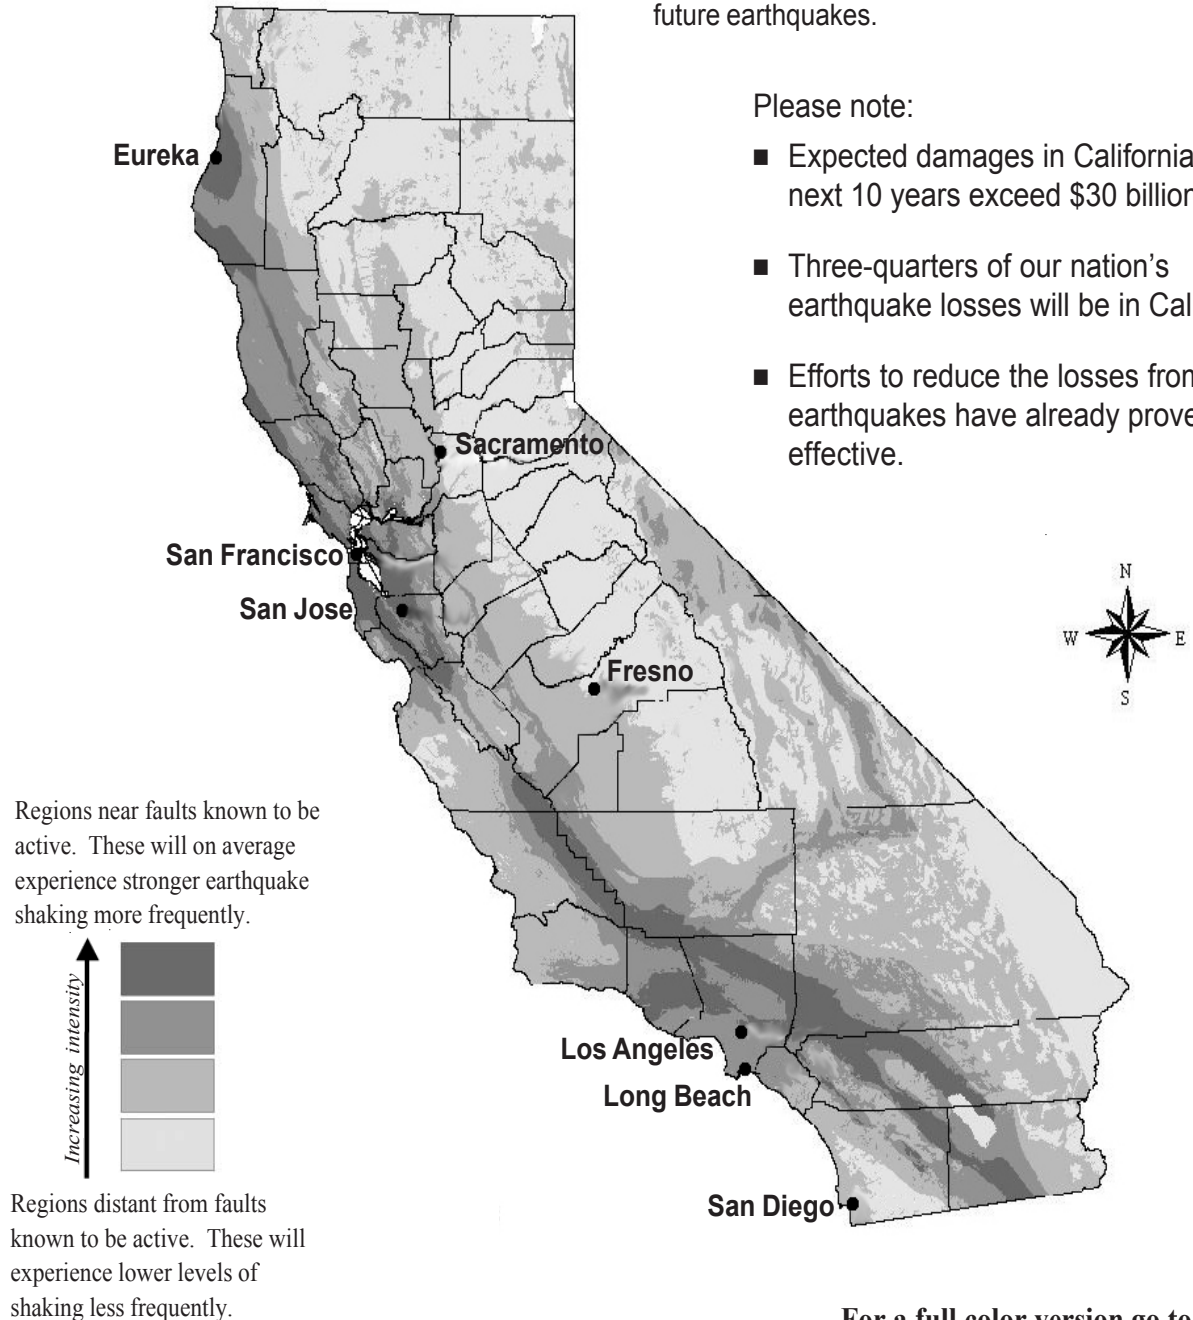 future earthquakes.
Please note:
■ Expected damages in California
next 10 years exceed $30 billion
■ Three-quarters of our nation’s
earthquake losses will be in Cal
■ Efforts to reduce the losses from
earthquakes have already prove
effective.
Eureka
Sacramento
San Francisco
San Jose
Fresno
N
W E
S
Regions near faults known to be
active. These will on average
experience stronger earthquake
shaking more frequently.
Increasing intensity
Los Angeles
Long Beach
San Diego
Regions distant from faults
known to be active. These will
experience lower levels of
shaking less frequently.
For a full color version go to